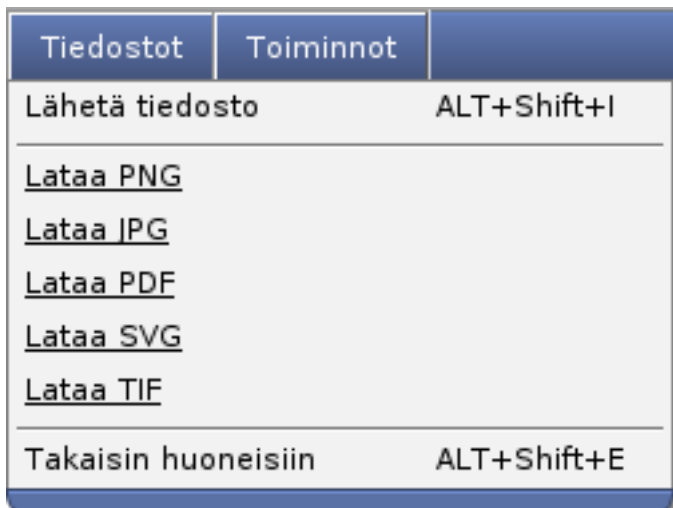 Tiedostot Toiminnot
Lähetä tiedosto ALT+Shift+I
Lataa PNG
Lataa JPG
Lataa PDF
Lataa SVG
Lataa TIF
Takaisin huoneisiin ALT+Shift+E